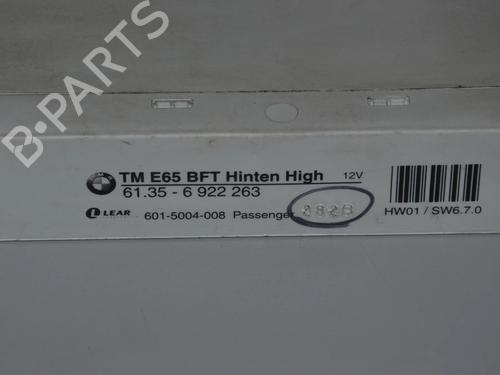 B-PARTS
TM E65 BFT Hinten High 12V
61.35 - 6 922 263
LEAR 601-5004-008 Passenger
HW01 / SW6.7.0